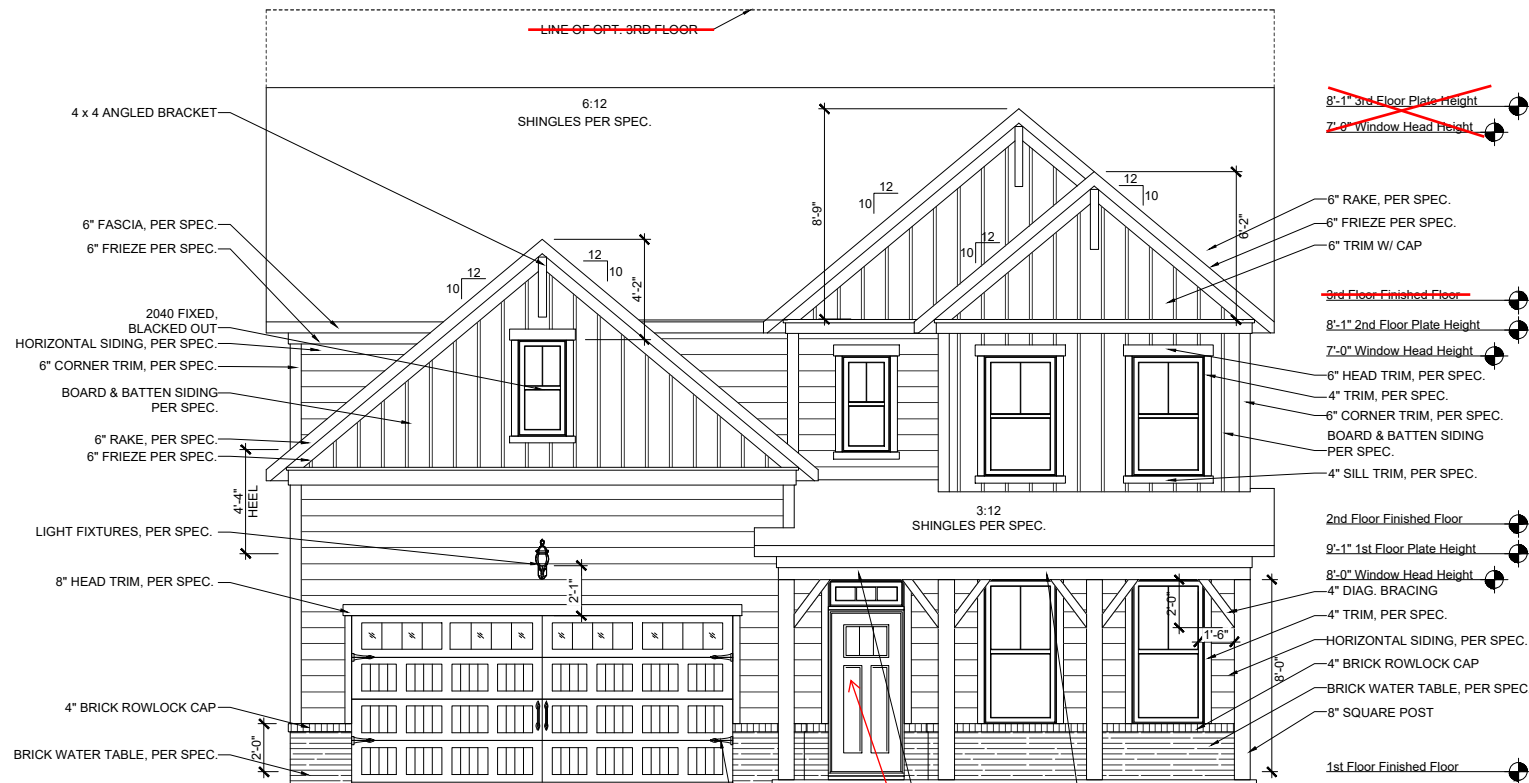 LINE OF OPT. 3RD FLOOR
4 x 4 ANGLED BRACKET
6:12
SHINGLES PER SPEC.
8'-1" 3rd Floor Plate Height
7'-0" Window Head Height
12
10
8'-9"
12
10
6'-2"
6" RAKE, PER SPEC.
6" FRIEZE PER SPEC.
6" TRIM W/ CAP
6" FASCIA, PER SPEC.
6" FRIEZE PER SPEC.
12
10
12
10
12
10
4'-2"
3rd Floor Finished Floor
2040 FIXED,
BLACKED OUT
HORIZONTAL SIDING, PER SPEC.
6" CORNER TRIM, PER SPEC.
BOARD & BATTEN SIDING
PER SPEC.
6" RAKE, PER SPEC.
6" FRIEZE PER SPEC.
8'-1" 2nd Floor Plate Height
7'-0" Window Head Height
6" HEAD TRIM, PER SPEC.
4" TRIM, PER SPEC.
6" CORNER TRIM, PER SPEC.
BOARD & BATTEN SIDING
PER SPEC.
4" SILL TRIM, PER SPEC.
4'-4"
HEEL
3:12
SHINGLES PER SPEC.
2nd Floor Finished Floor
9'-1" 1st Floor Plate Height
8'-0" Window Head Height
LIGHT FIXTURES, PER SPEC.
8" HEAD TRIM, PER SPEC.
2'-1"
2'-0"
1'-6"
8'-0"
4" DIAG. BRACING
4" TRIM, PER SPEC.
HORIZONTAL SIDING, PER SPEC.
4" BRICK ROWLOCK CAP
BRICK WATER TABLE, PER SPEC
8" SQUARE POST
4" BRICK ROWLOCK CAP
2'-0"
BRICK WATER TABLE, PER SPEC.
1st Floor Finished Floor